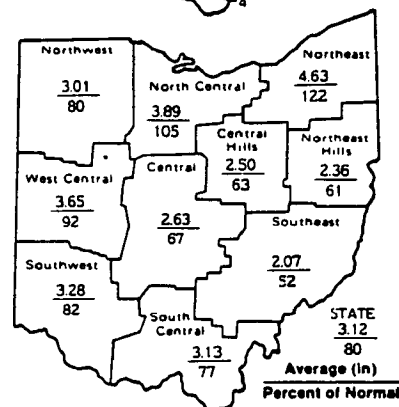 4
Northwest
3.01
80
North Central
3.89
105
Northeast
4.63
122
West Central
3.65
92
Central
2.63
67
Central
Hills
2.50
63
Northeast
Hills
2.36
61
Southwest
3.28
82
South
Central
3.13
77
Southeast
2.07
52
STATE
3.12
80
Average (in)
Percent of Normal